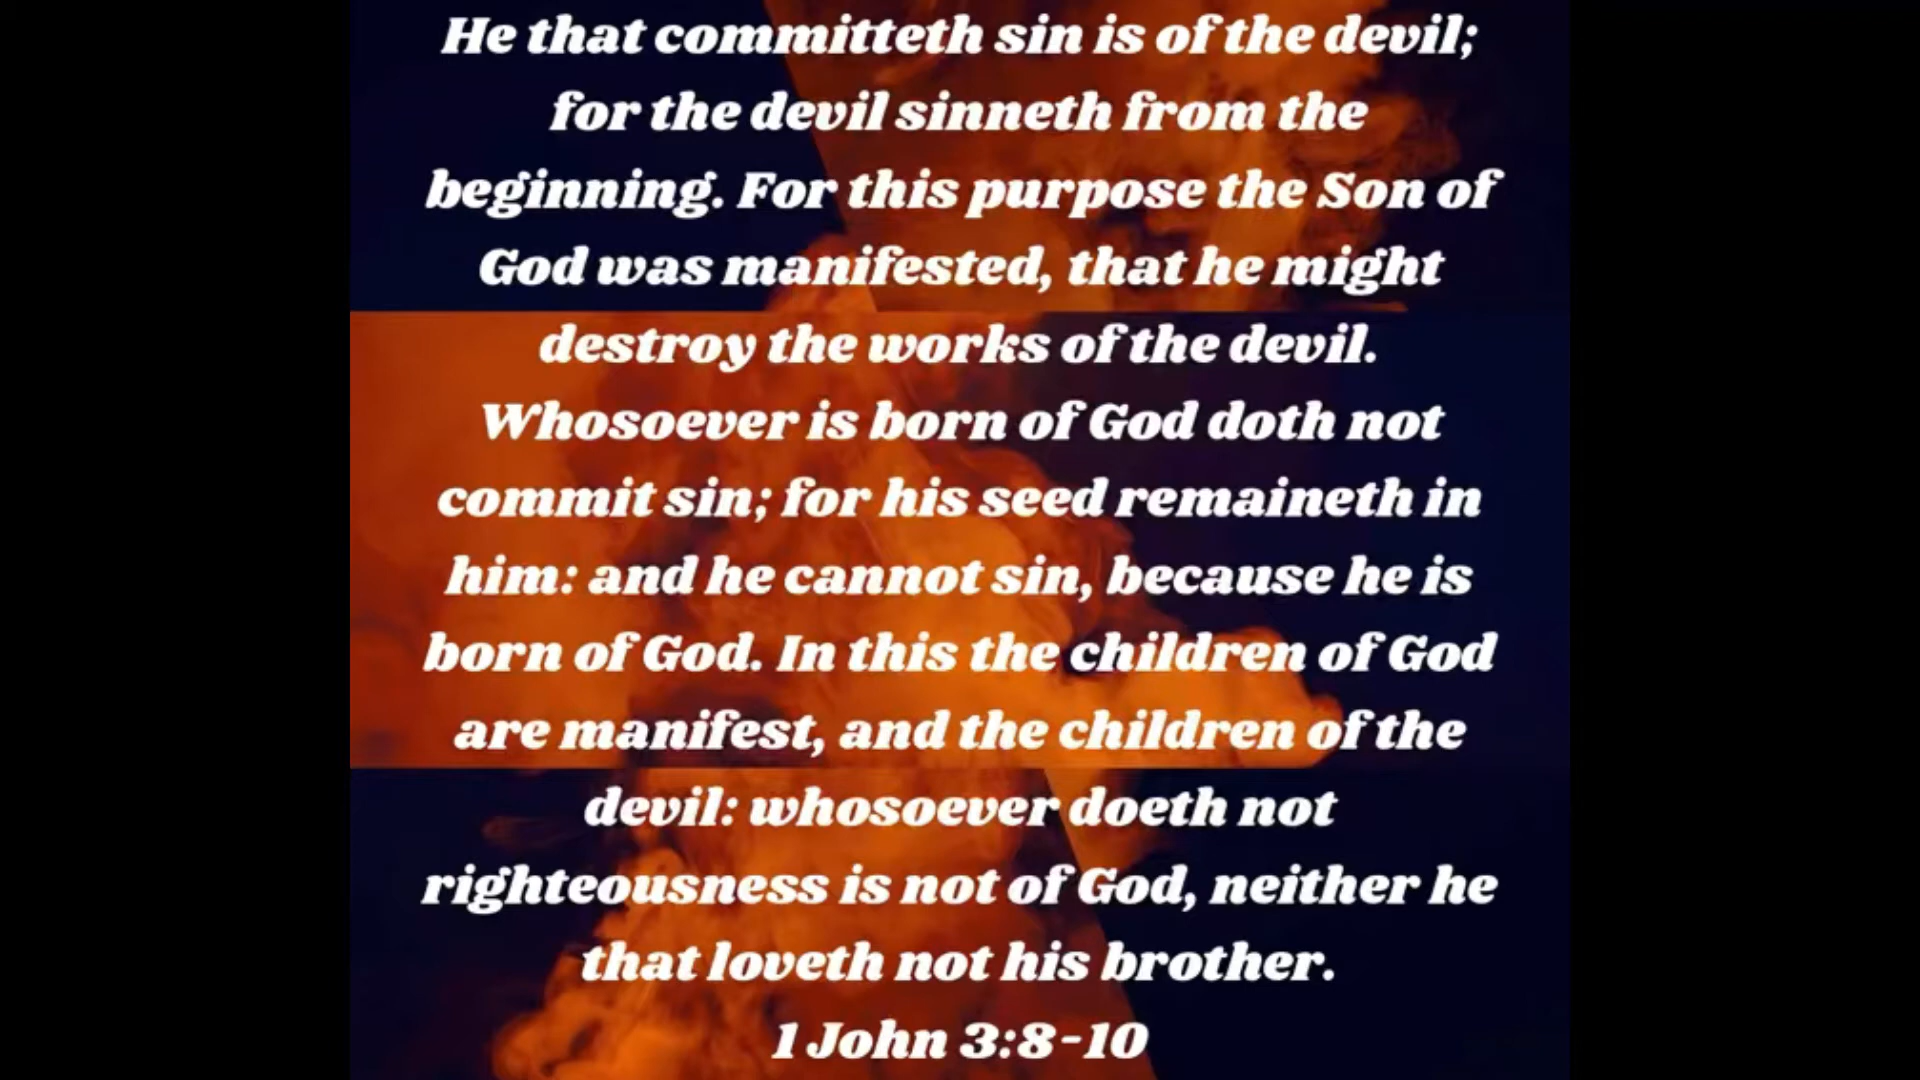 He that committeth sin is of the devil;
for the devil sinneth from the
beginning. For this purpose the Son of
God was manifested, that he might
destroy the works of the devil.
Whosoever is born of God doth not
commit sin; for his seed remaineth in
him: and he cannot sin, because he is
born of God. In this the children of God
are manifest, and the children of the
devil: whosoever doeth not
righteousness is not of God, neither he
that loveth not his brother.
1 John 3:8-10